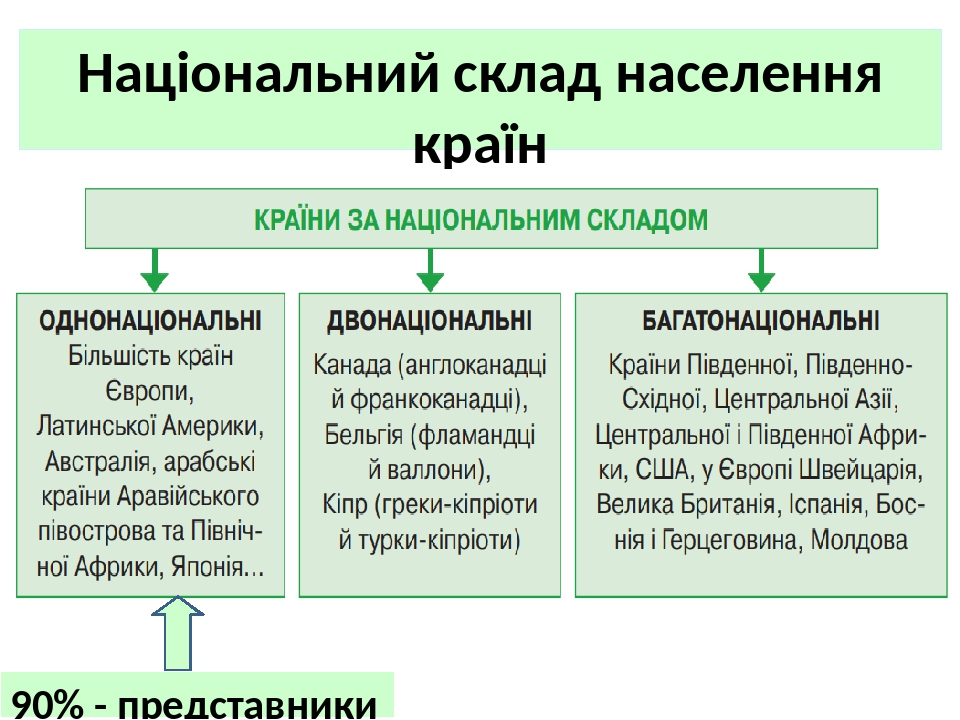 Національний склад населення
країн
КРАЇНИ ЗА НАЦІОНАЛЬНИМ СКЛАДОМ
ОДНОНАЦІОНАЛЬНІ
Більшість країн
Європи,
Латинської Америки,
Австралія, арабські
країни Аравійського
півострова та Північ-
ної Африки, Японія...
ДВОНАЦІОНАЛЬНІ
Канада (англоканадці
й франкоканадці),
Бельгія (фламандці
й валлони),
Кіпр (греки-кіпріоти
й турки-кіпріоти)
БАГАТОНАЦІОНАЛЬНІ
Країни Південної, Південно-
Східної, Центральної Азії,
Центральної і Південної Афри-
ки, США, у Європі Швейцарія,
Велика Британія, Іспанія, Бос-
нія і Герцеговина, Молдова
90% - представники